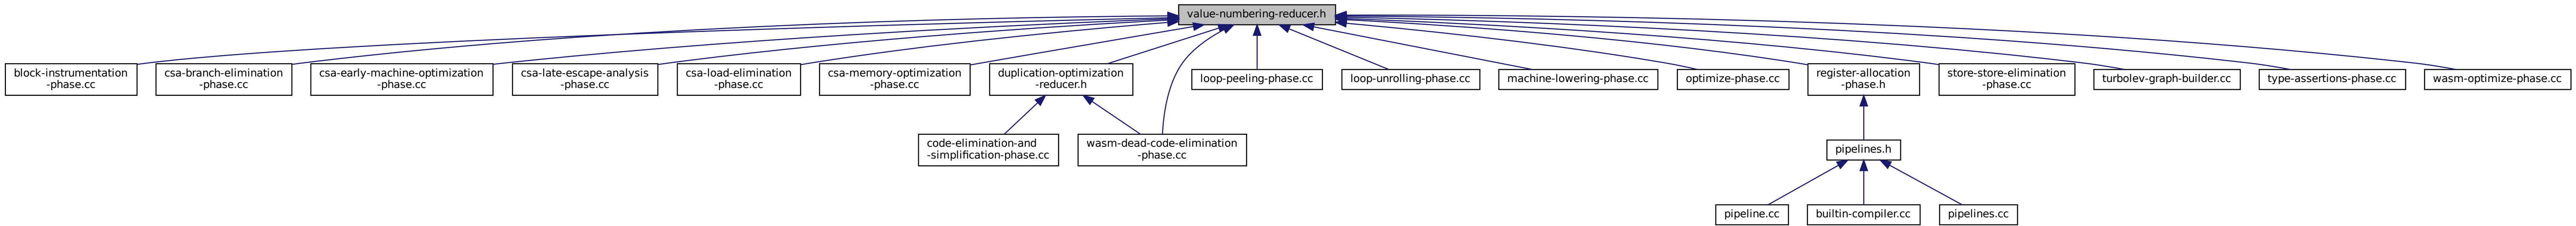 value-numbering-reducer.h
block-instrumentation
-phase.cc
csa-branch-elimination
-phase.cc
csa-early-machine-optimization
-phase.cc
csa-late-escape-analysis
-phase.cc
csa-load-elimination
-phase.cc
csa-memory-optimization
-phase.cc
duplication-optimization
-reducer.h
loop-peeling-phase.cc
loop-unrolling-phase.cc
machine-lowering-phase.cc
optimize-phase.cc
register-allocation
-phase.h
store-store-elimination
-phase.cc
turbolev-graph-builder.cc
type-assertions-phase.cc
wasm-optimize-phase.cc
code-elimination-and
-simplification-phase.cc
wasm-dead-code-elimination
-phase.cc
pipelines.h
pipeline.cc
builtin-compiler.cc
pipelines.cc